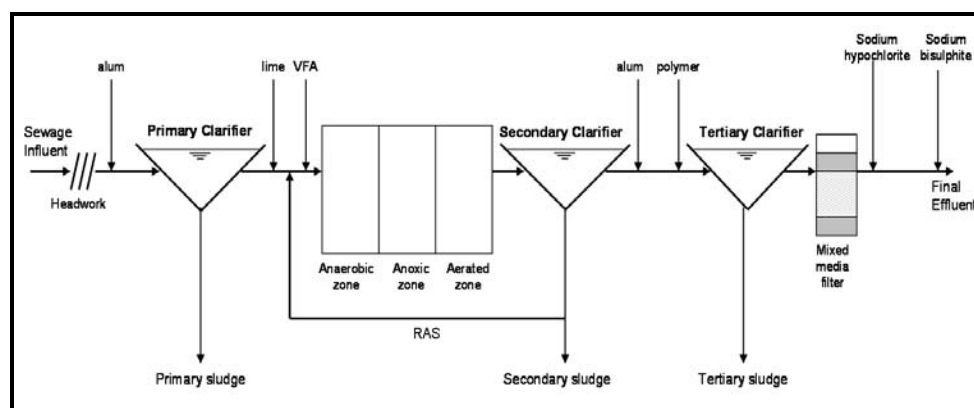 Sodium
hypochlorite
Sodium
bisulphite
alum
lime
VFA
alum
polymer
Sewage
Influent
Primary Clarifier
Secondary Clarifier
Tertiary Clarifier
Headwork
Final
Effluent
Anaerobic
zone
Anoxic
zone
Aerated
zone
Mixed
media
filter
RAS
Primary sludge
Secondary sludge
Tertiary sludge